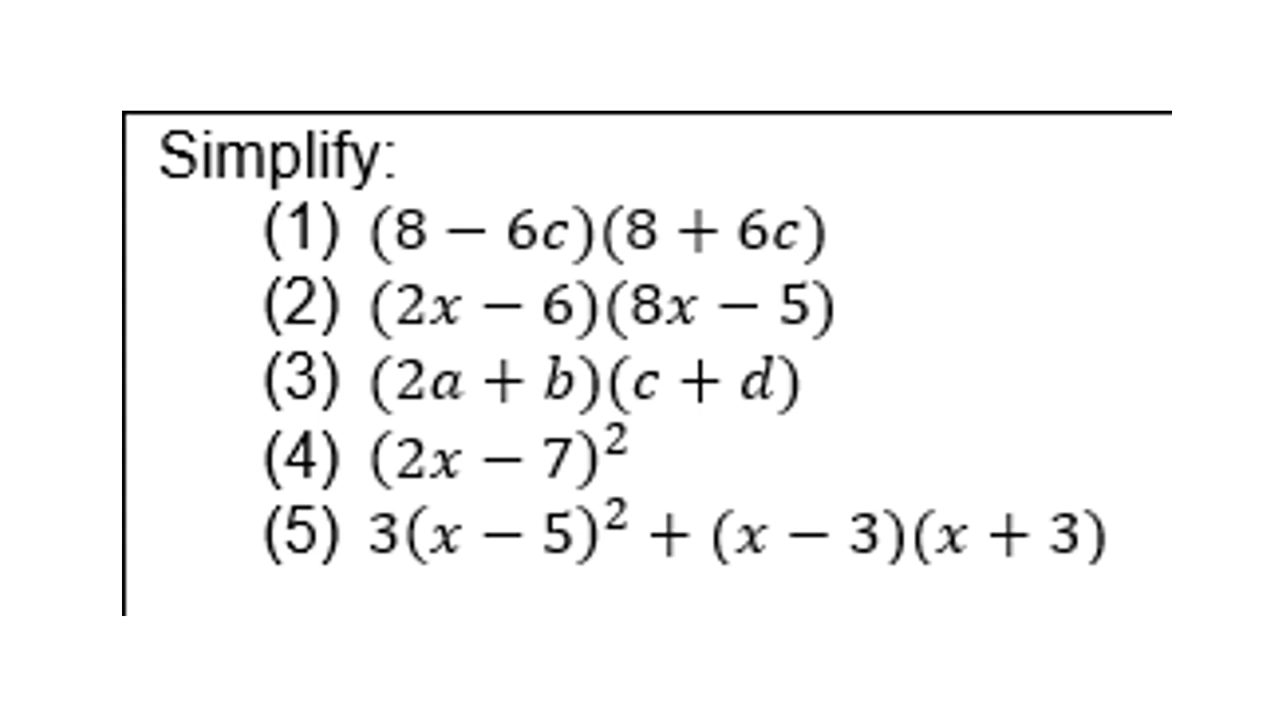 Simplify:
(1) (8 − 6c)(8 + 6c)
(2) (2x − 6)(8x − 5)
(3) (2a + b)(c + d)
(4) (2x − 7)²
(5) 3(x − 5)² + (x − 3)(x + 3)